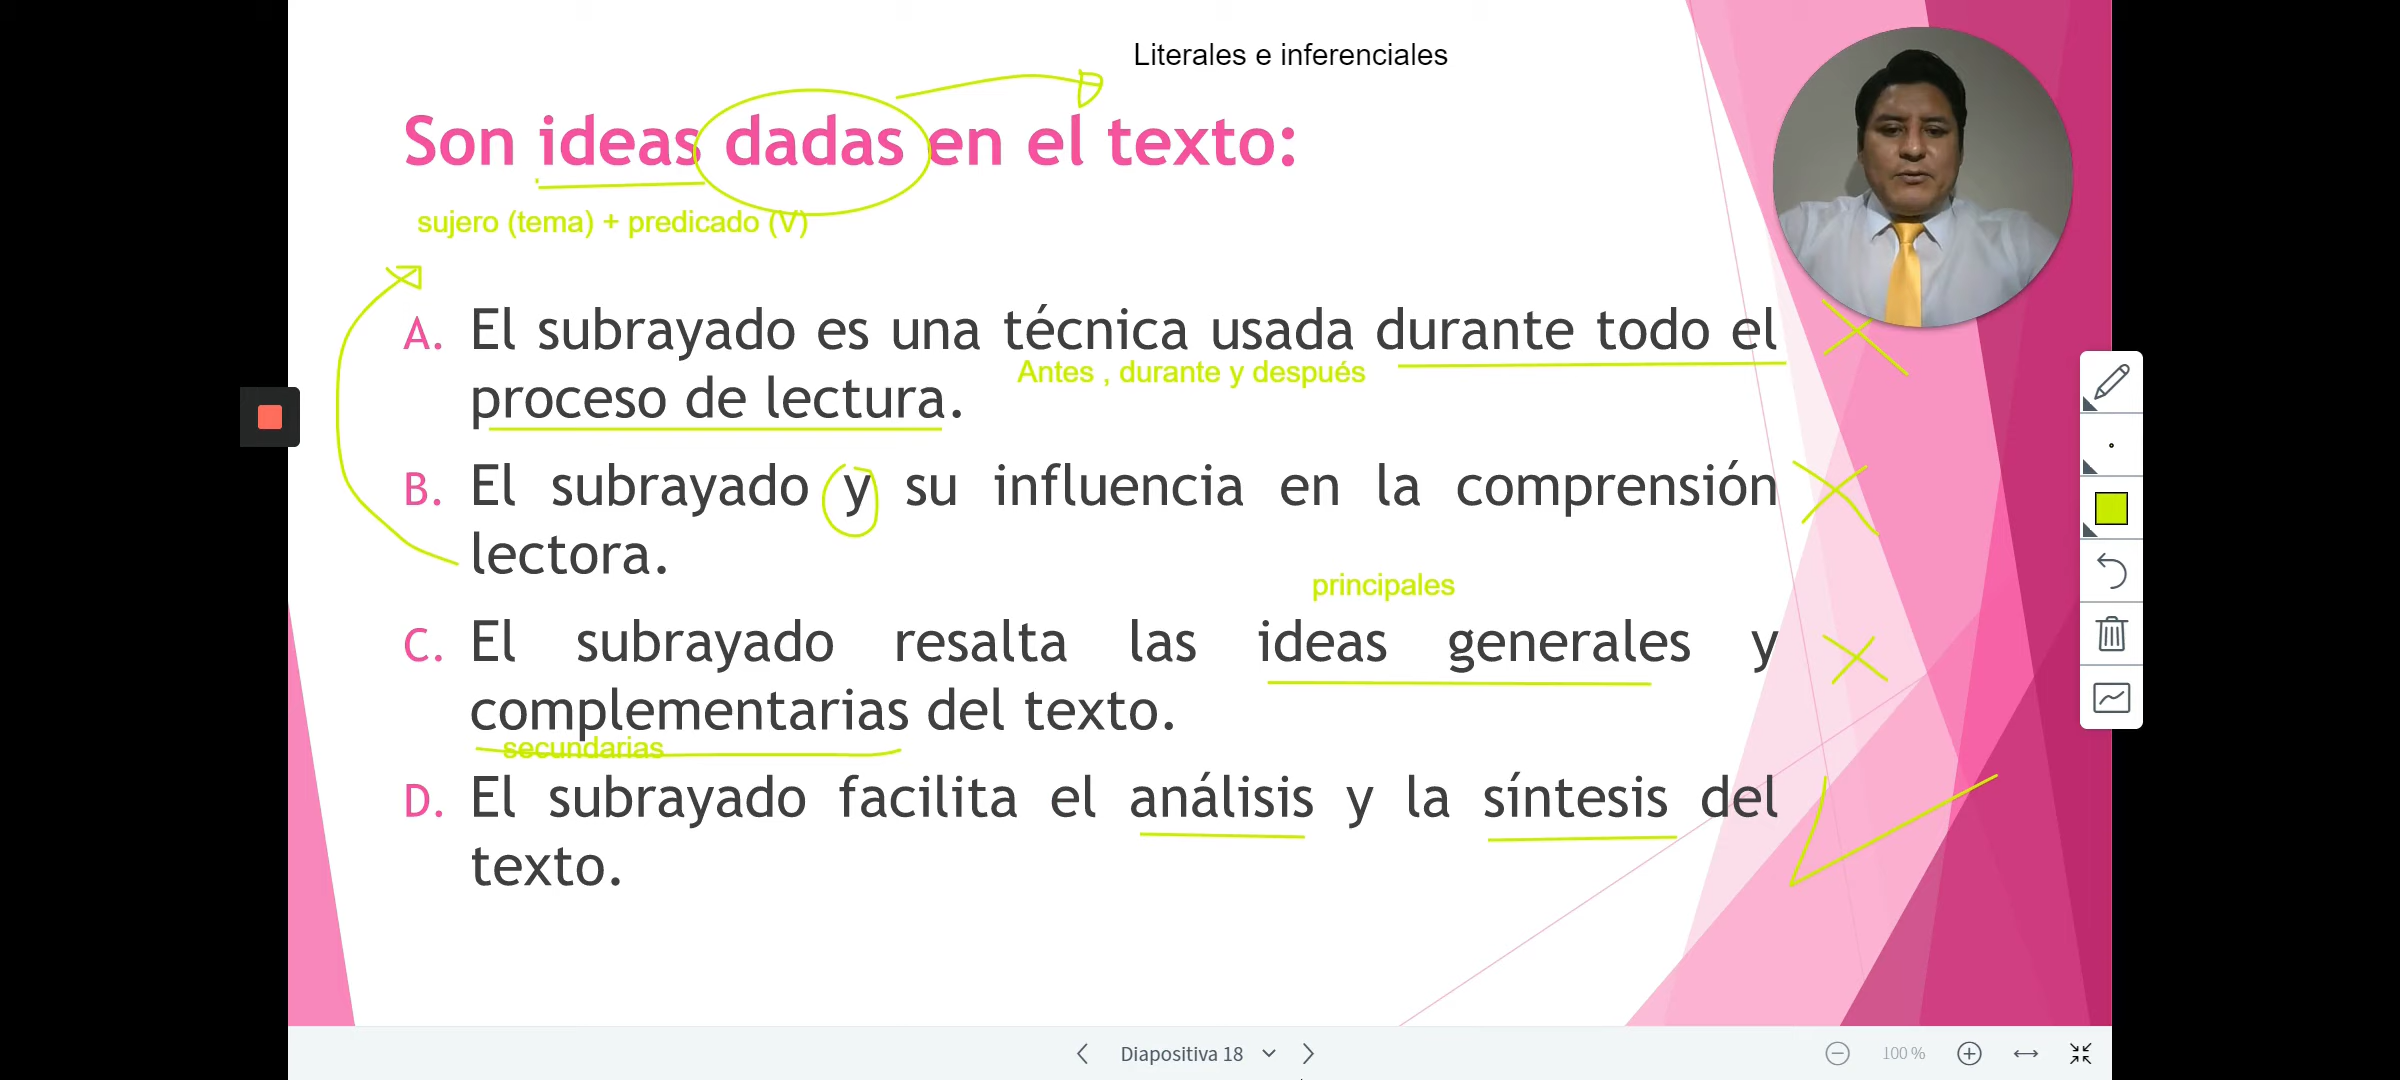 Literales e inferenciales
Son ideas dadas en el texto:
sujero (tema) + predicado (V)
A. El subrayado es una técnica usada durante todo el
Antes , durante y después
proceso de lectura.
B. El subrayado y su influencia en la comprensión
lectora.
principales
C. El subrayado resalta las ideas generales y
complementarias del texto.
secundarias
D. El subrayado facilita el análisis y la síntesis del
texto.
Diapositiva 18
100 %